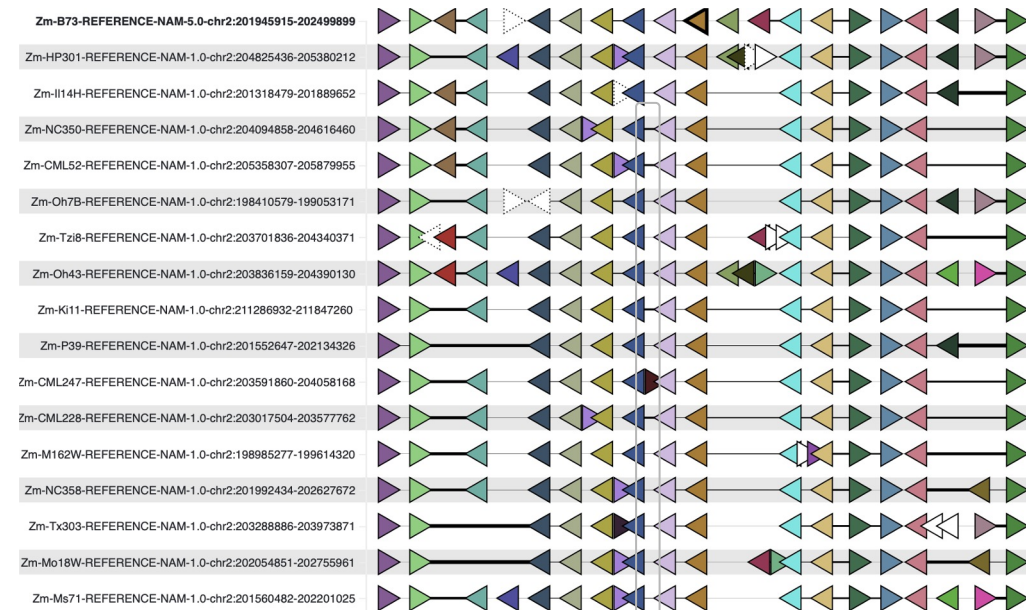 Zm-B73-REFERENCE-NAM-5.0-chr2:201945915-202499899
Zm-HP301-REFERENCE-NAM-1.0-chr2:204825436-205380212
Zm-Il14H-REFERENCE-NAM-1.0-chr2:201318479-201889652
Zm-NC350-REFERENCE-NAM-1.0-chr2:204094858-204616460
Zm-CML52-REFERENCE-NAM-1.0-chr2:205358307-205879955
Zm-Oh7B-REFERENCE-NAM-1.0-chr2:198410579-199053171
Zm-Tzi8-REFERENCE-NAM-1.0-chr2:203701836-204340371
Zm-Oh43-REFERENCE-NAM-1.0-chr2:203836159-204390130
Zm-Ki11-REFERENCE-NAM-1.0-chr2:211286932-211847260
Zm-P39-REFERENCE-NAM-1.0-chr2:201552647-202134326
Zm-CML247-REFERENCE-NAM-1.0-chr2:203591860-204058168
Zm-CML228-REFERENCE-NAM-1.0-chr2:203017504-203577762
Zm-M162W-REFERENCE-NAM-1.0-chr2:198985277-199614320
Zm-NC358-REFERENCE-NAM-1.0-chr2:201992434-202627672
Zm-Tx303-REFERENCE-NAM-1.0-chr2:203288886-203973871
Zm-Mo18W-REFERENCE-NAM-1.0-chr2:202054851-202755961
Zm-Ms71-REFERENCE-NAM-1.0-chr2:201560482-202201025